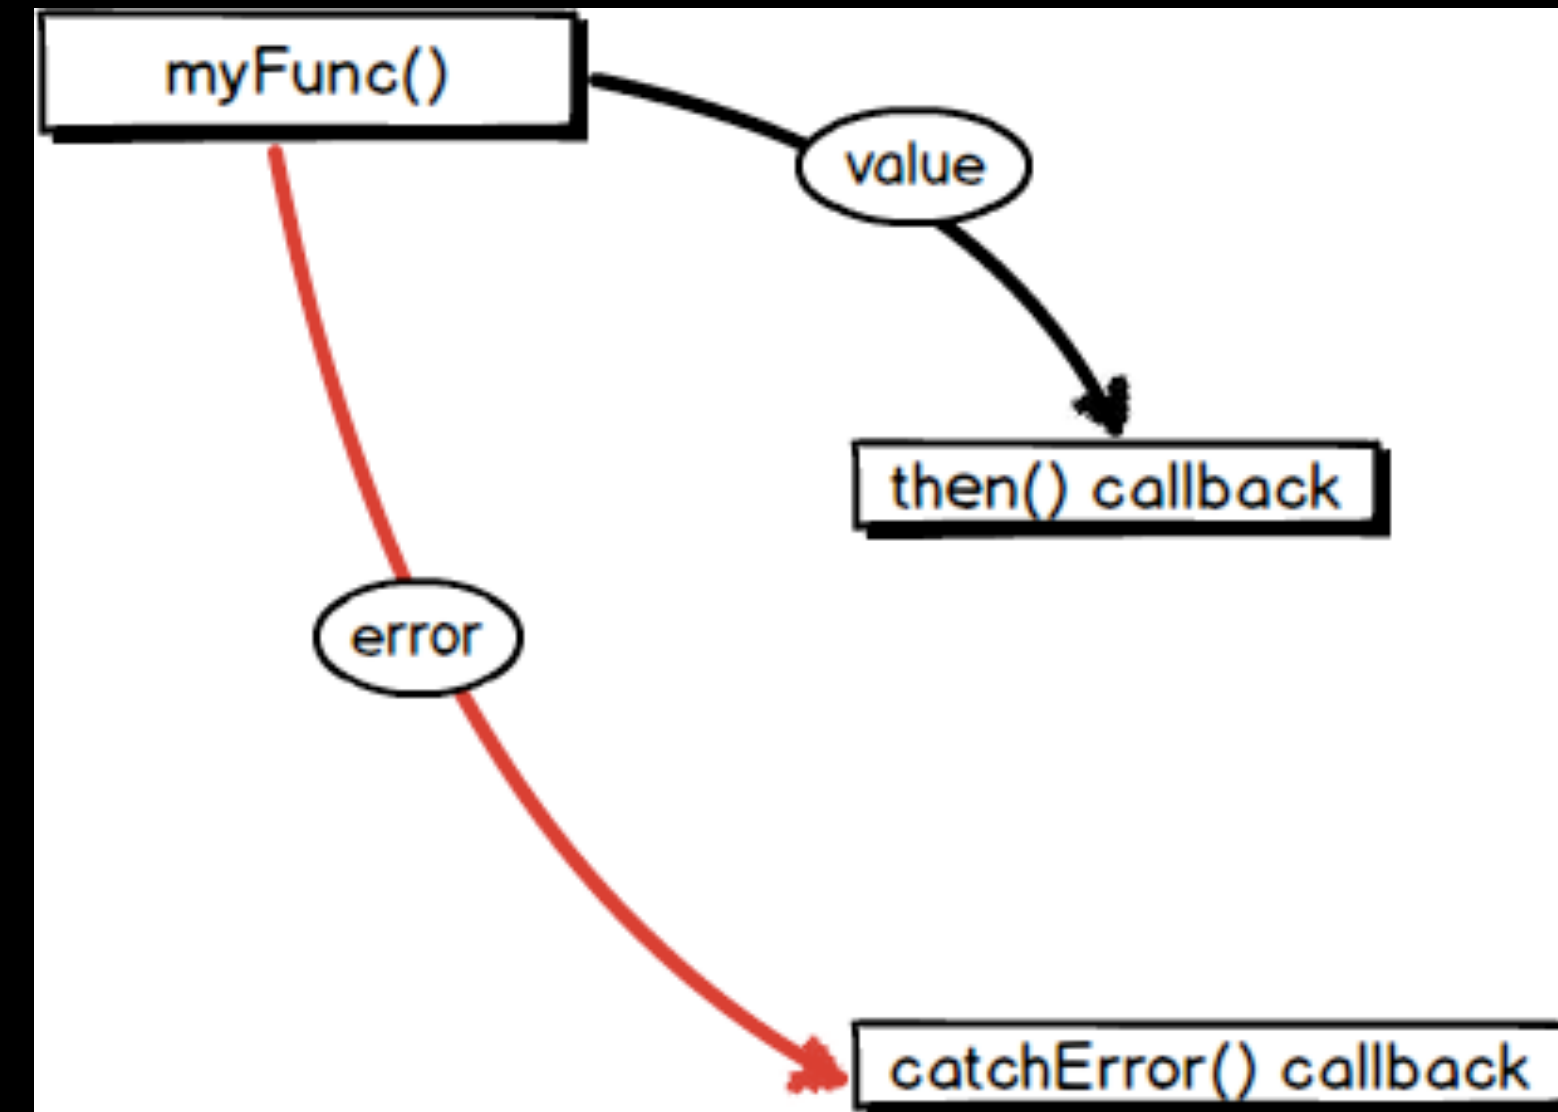 myFunc()
value
then() callback
error
catchError() callback